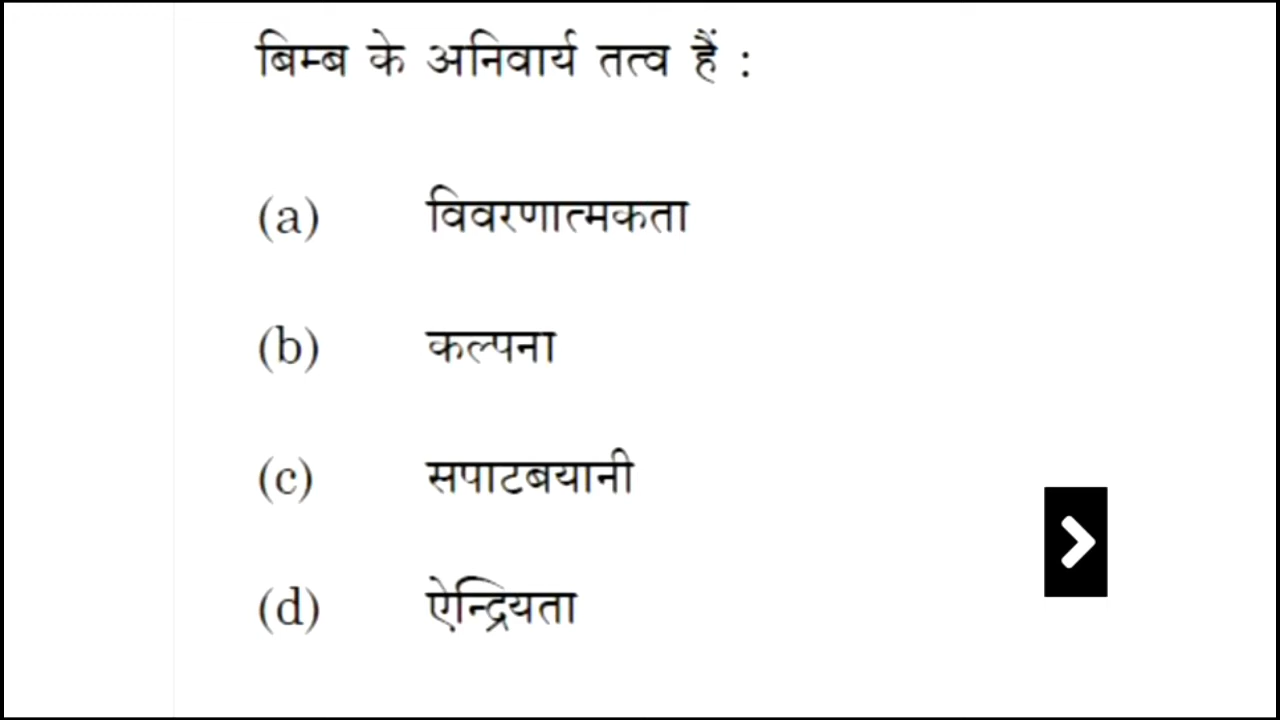 बिम्ब के अनिवार्य तत्व हैं :
(a) विवरणात्मकता
(b) कल्पना
(c) सपाटबयानी
(d) ऐन्द्रियता